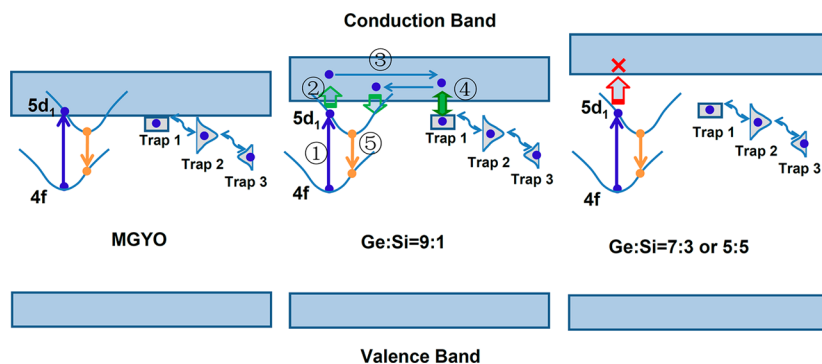 Conduction Band
③
②
④
5d₁
5d₁
5d₁
Trap 1
Trap 1
Trap 1
Trap 2
Trap 2
Trap 2
①
⑤
Trap 3
Trap 3
Trap 3
4f
4f
4f
MGYO
Ge:Si=9:1
Ge:Si=7:3 or 5:5
Valence Band